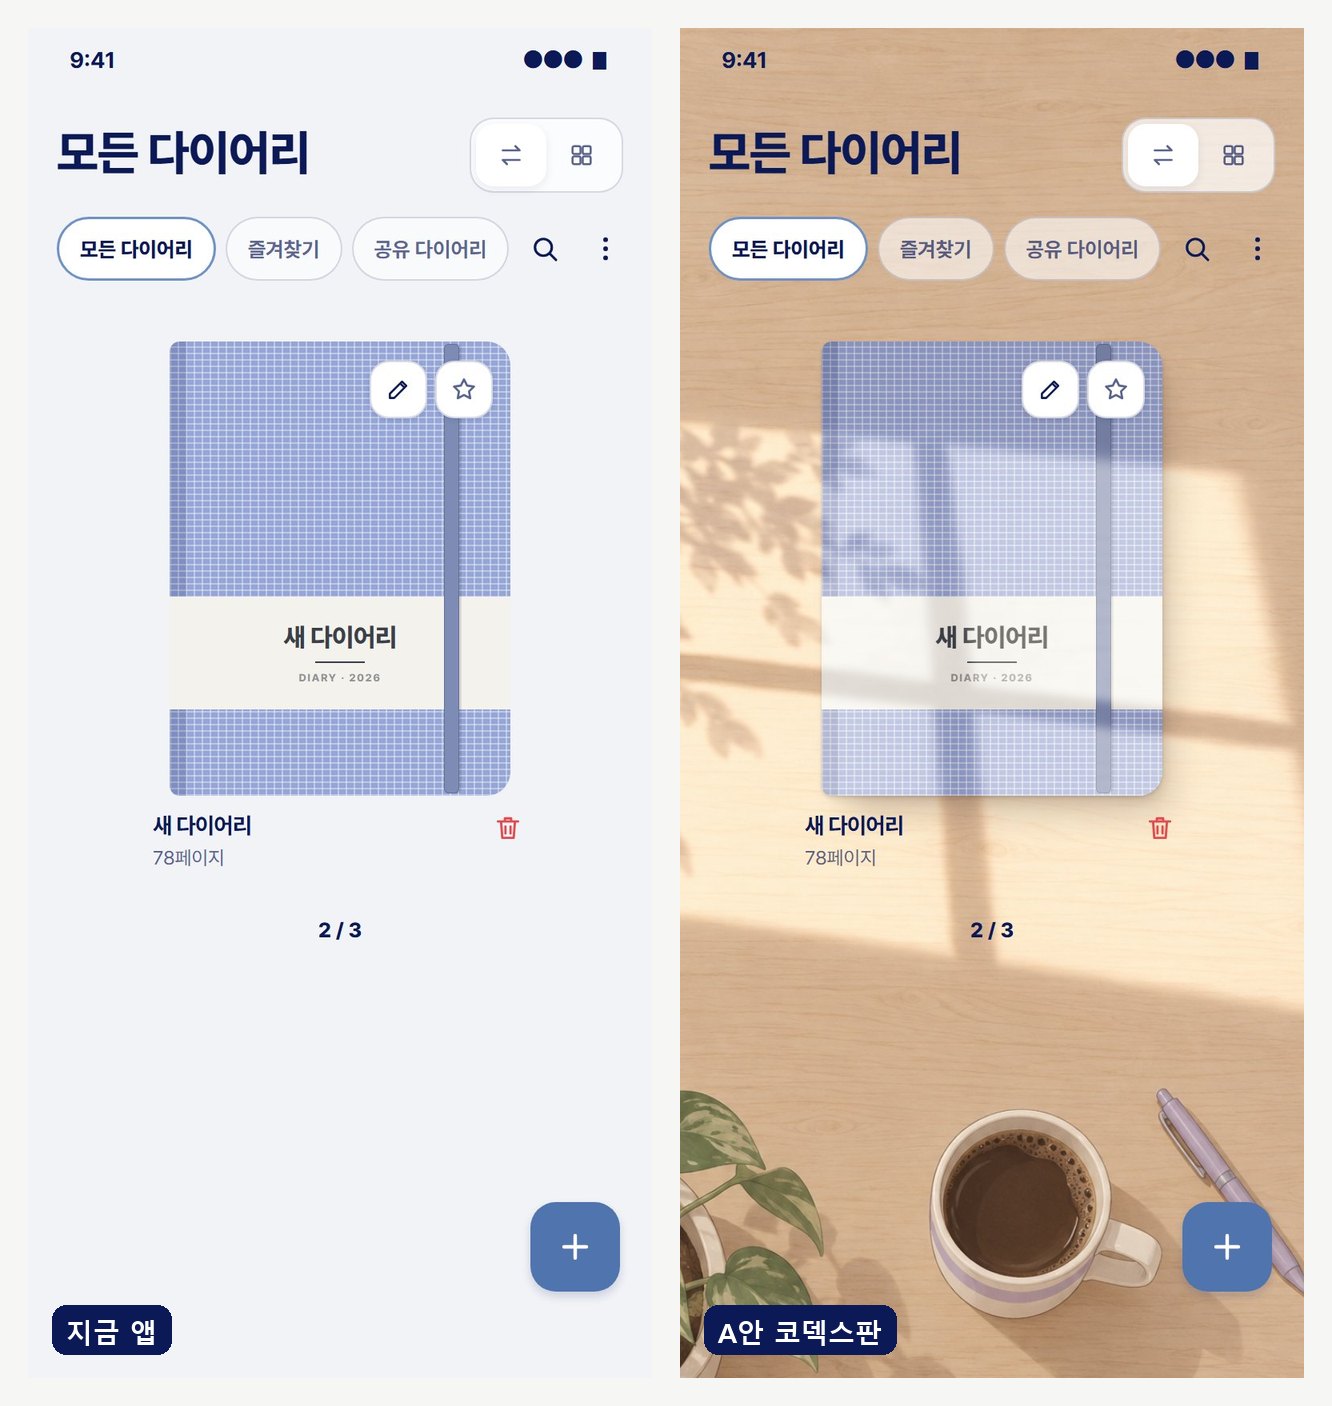 9:41
모든 다이어리
모든 다이어리
즐겨찾기
공유 다이어리
새 다이어리
DIARY · 2026
새 다이어리
78페이지
2 / 3
지금 앱
9:41
모든 다이어리
모든 다이어리
즐겨찾기
공유 다이어리
새 다이어리
DIARY · 2026
새 다이어리
78페이지
2 / 3
A안 코덱스판